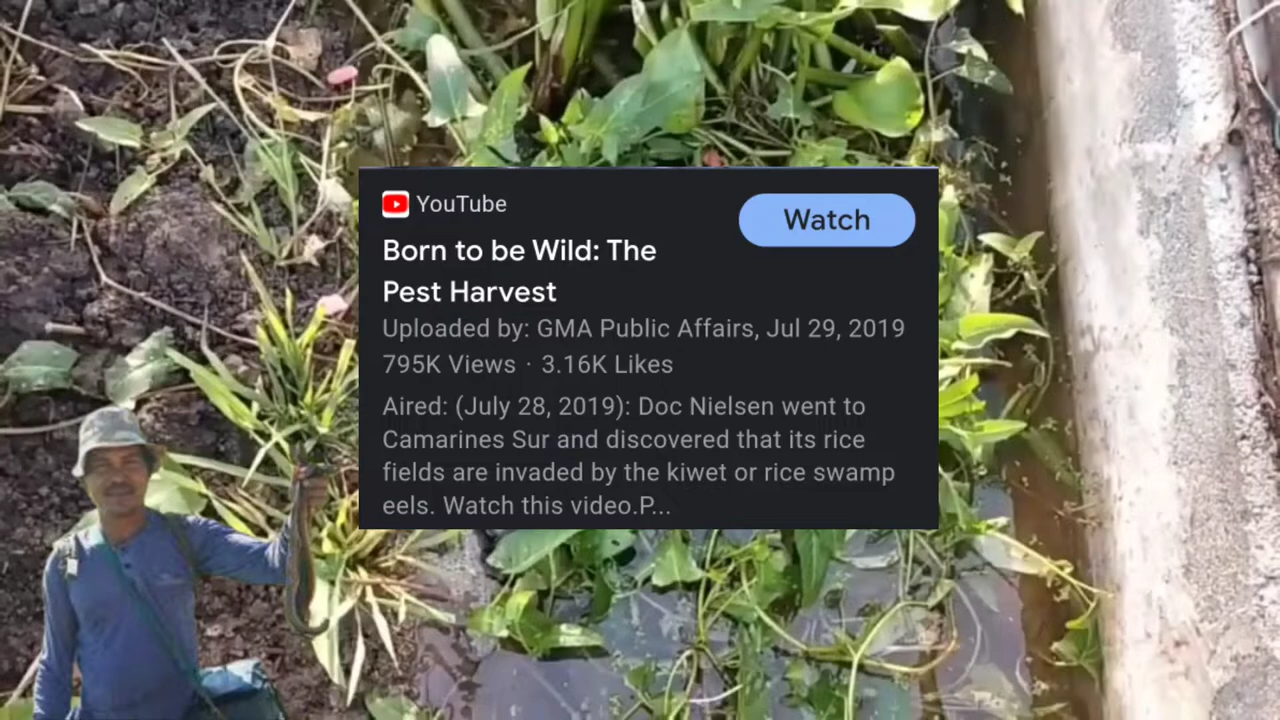 YouTube
Watch
Born to be Wild: The
Pest Harvest
Uploaded by: GMA Public Affairs, Jul 29, 2019
795K Views · 3.16K Likes
Aired: (July 28, 2019): Doc Nielsen went to
Camarines Sur and discovered that its rice
fields are invaded by the kiwet or rice swamp
eels. Watch this video.P...